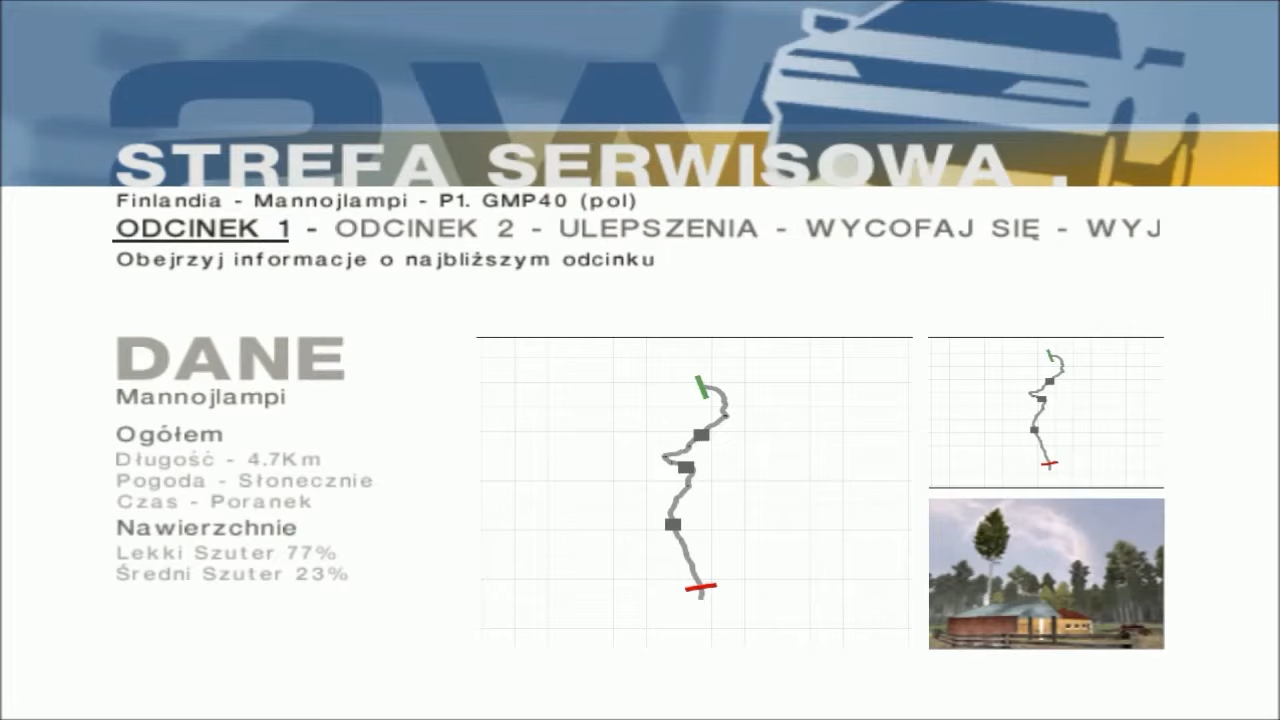 STREFA SERWISOWA .
Finlandia - Mannojlampi - P1. GMP40 (pol)
ODCINEK 1 - ODCINEK 2 - ULEPSZENIA - WYCOFAJ SIĘ - WYJ
Obejrzyj informacje o najbliższym odcinku
DANE
Mannojlampi
Ogółem
Długość - 4.7Km
Pogoda - Słonecznie
Czas - Poranek
Nawierzchnie
Lekki Szuter 77%
Średni Szuter 23%